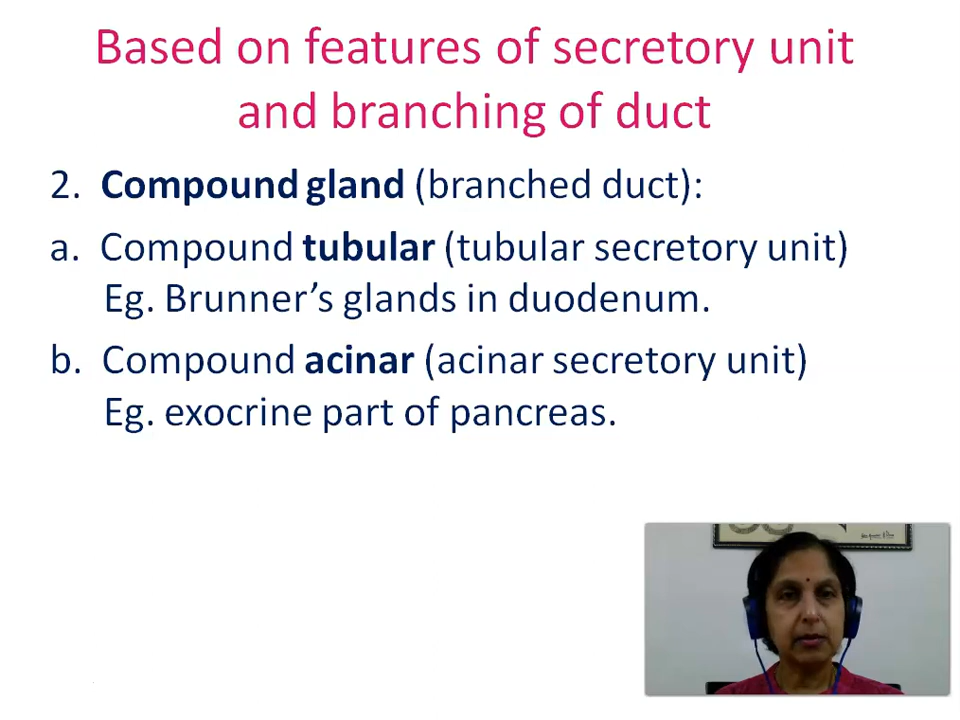 Based on features of secretory unit
and branching of duct
2. Compound gland (branched duct):
a. Compound tubular (tubular secretory unit)
Eg. Brunner’s glands in duodenum.
b. Compound acinar (acinar secretory unit)
Eg. exocrine part of pancreas.